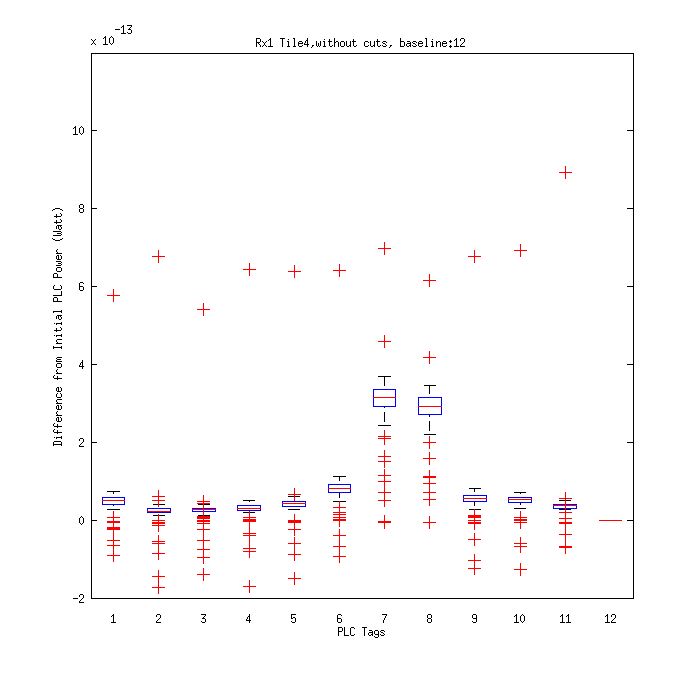 x 10^-13
Rx1 Tile4,without cuts, baseline:12
Difference from Initial PLC Power (Watt)
10
8
6
4
2
0
-2
1 2 3 4 5 6 7 8 9 10 11 12
PLC Tags